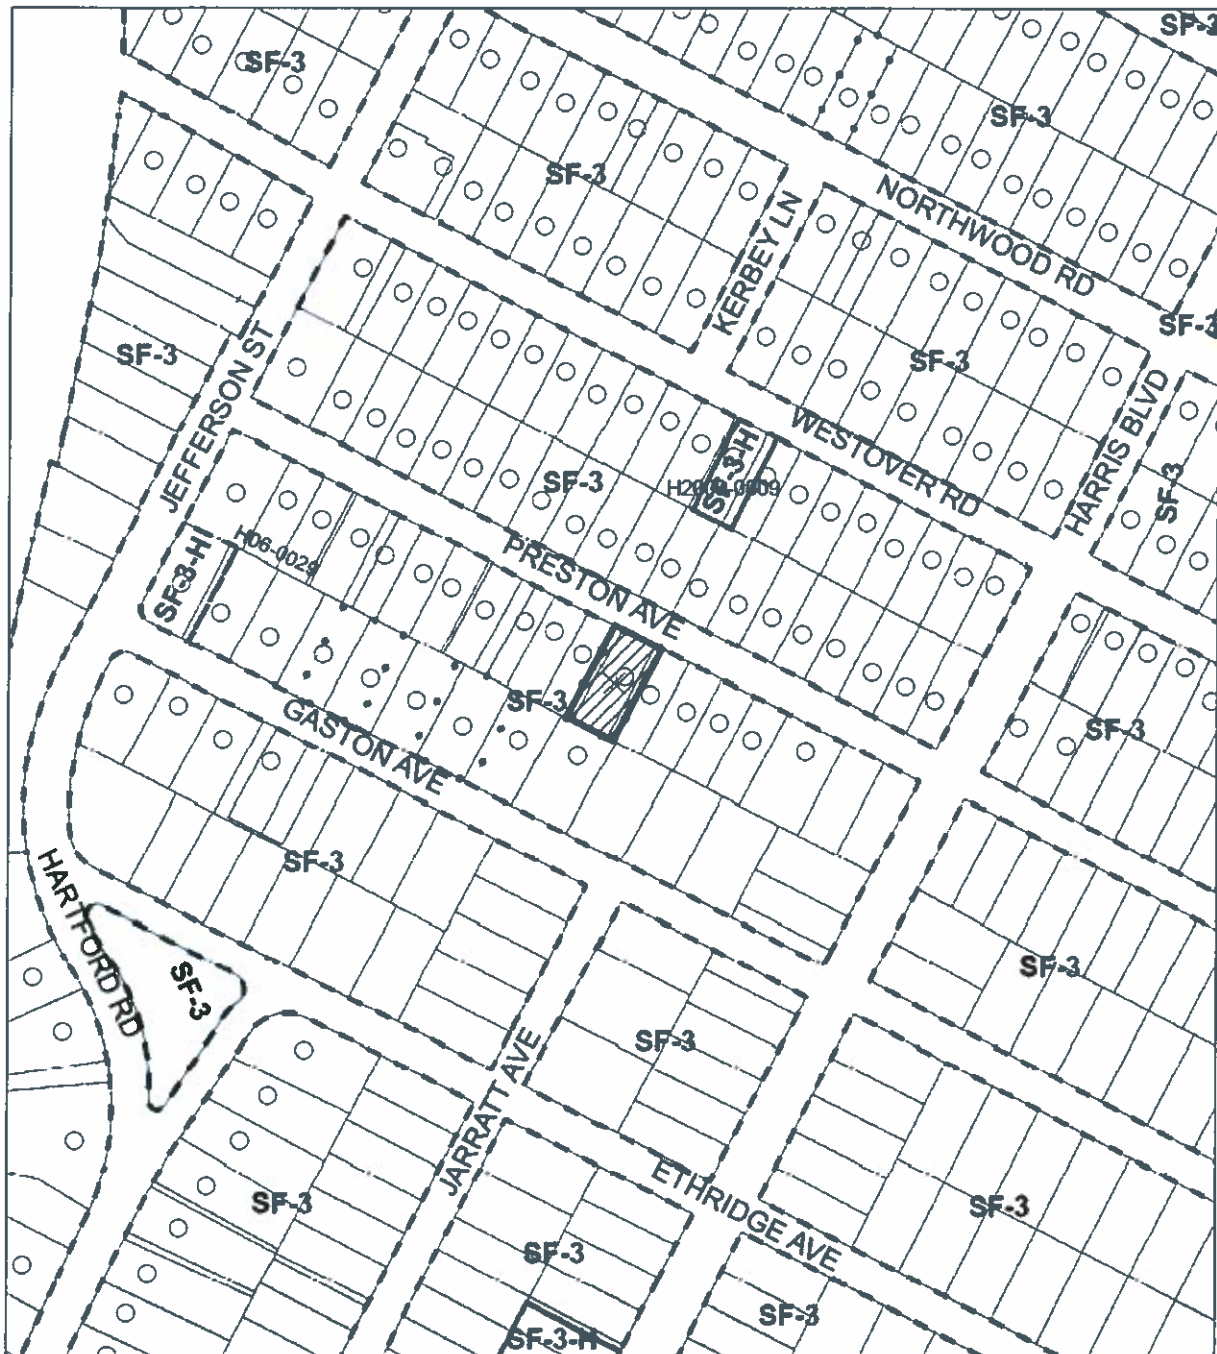 SF-3
SF-3
SF-3
SF-3
NORTHWOOD RD
KERBEY LN
SF-3
SF-3
JEFFERSON ST
SF-3
HARRIS BLVD
WESTOVER RD
SF-3-H
SF-3
SF-3
PRESTON AVE
H06-0029
SF-3-H
SF-3
GASTON AVE
SF-3
SF-3
HARTFORD RD
SF-3
SF-3
SF-3
JARRATT AVE
ETHRIDGE AVE
SF-3
SF-3
SF-3
SF-3
SF-3-H